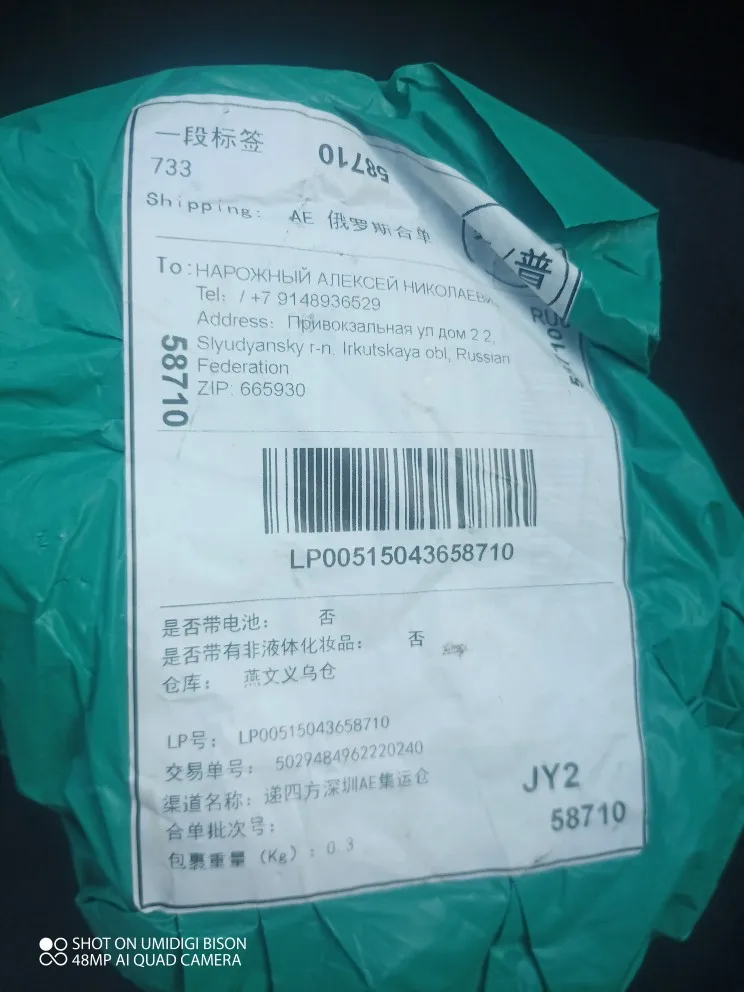 一段标签
58710
733
Shipping: AE 俄罗斯合单
普
To: НАРОЖНЫЙ АЛЕКСЕЙ
Tel: / +7 9148936529
Address: Привокзальная ул дом 2 2,
Slyudyansky r-n, Irkutskaya obl, Russian
Federation
ZIP: 665930
58710
LP00515043658710
是否带电池: 否
是否带有非液体化妆品: 否
仓库: 燕文义乌仓
LP号: LP00515043658710
交易单号: 5029484962220240
渠道名称: 递四方深圳AE集运仓
合单批次号:
包裹重量 (Kg) : 0.3
JY2
58710
SHOT ON UMIDIGI BISON
48MP AI QUAD CAMERA